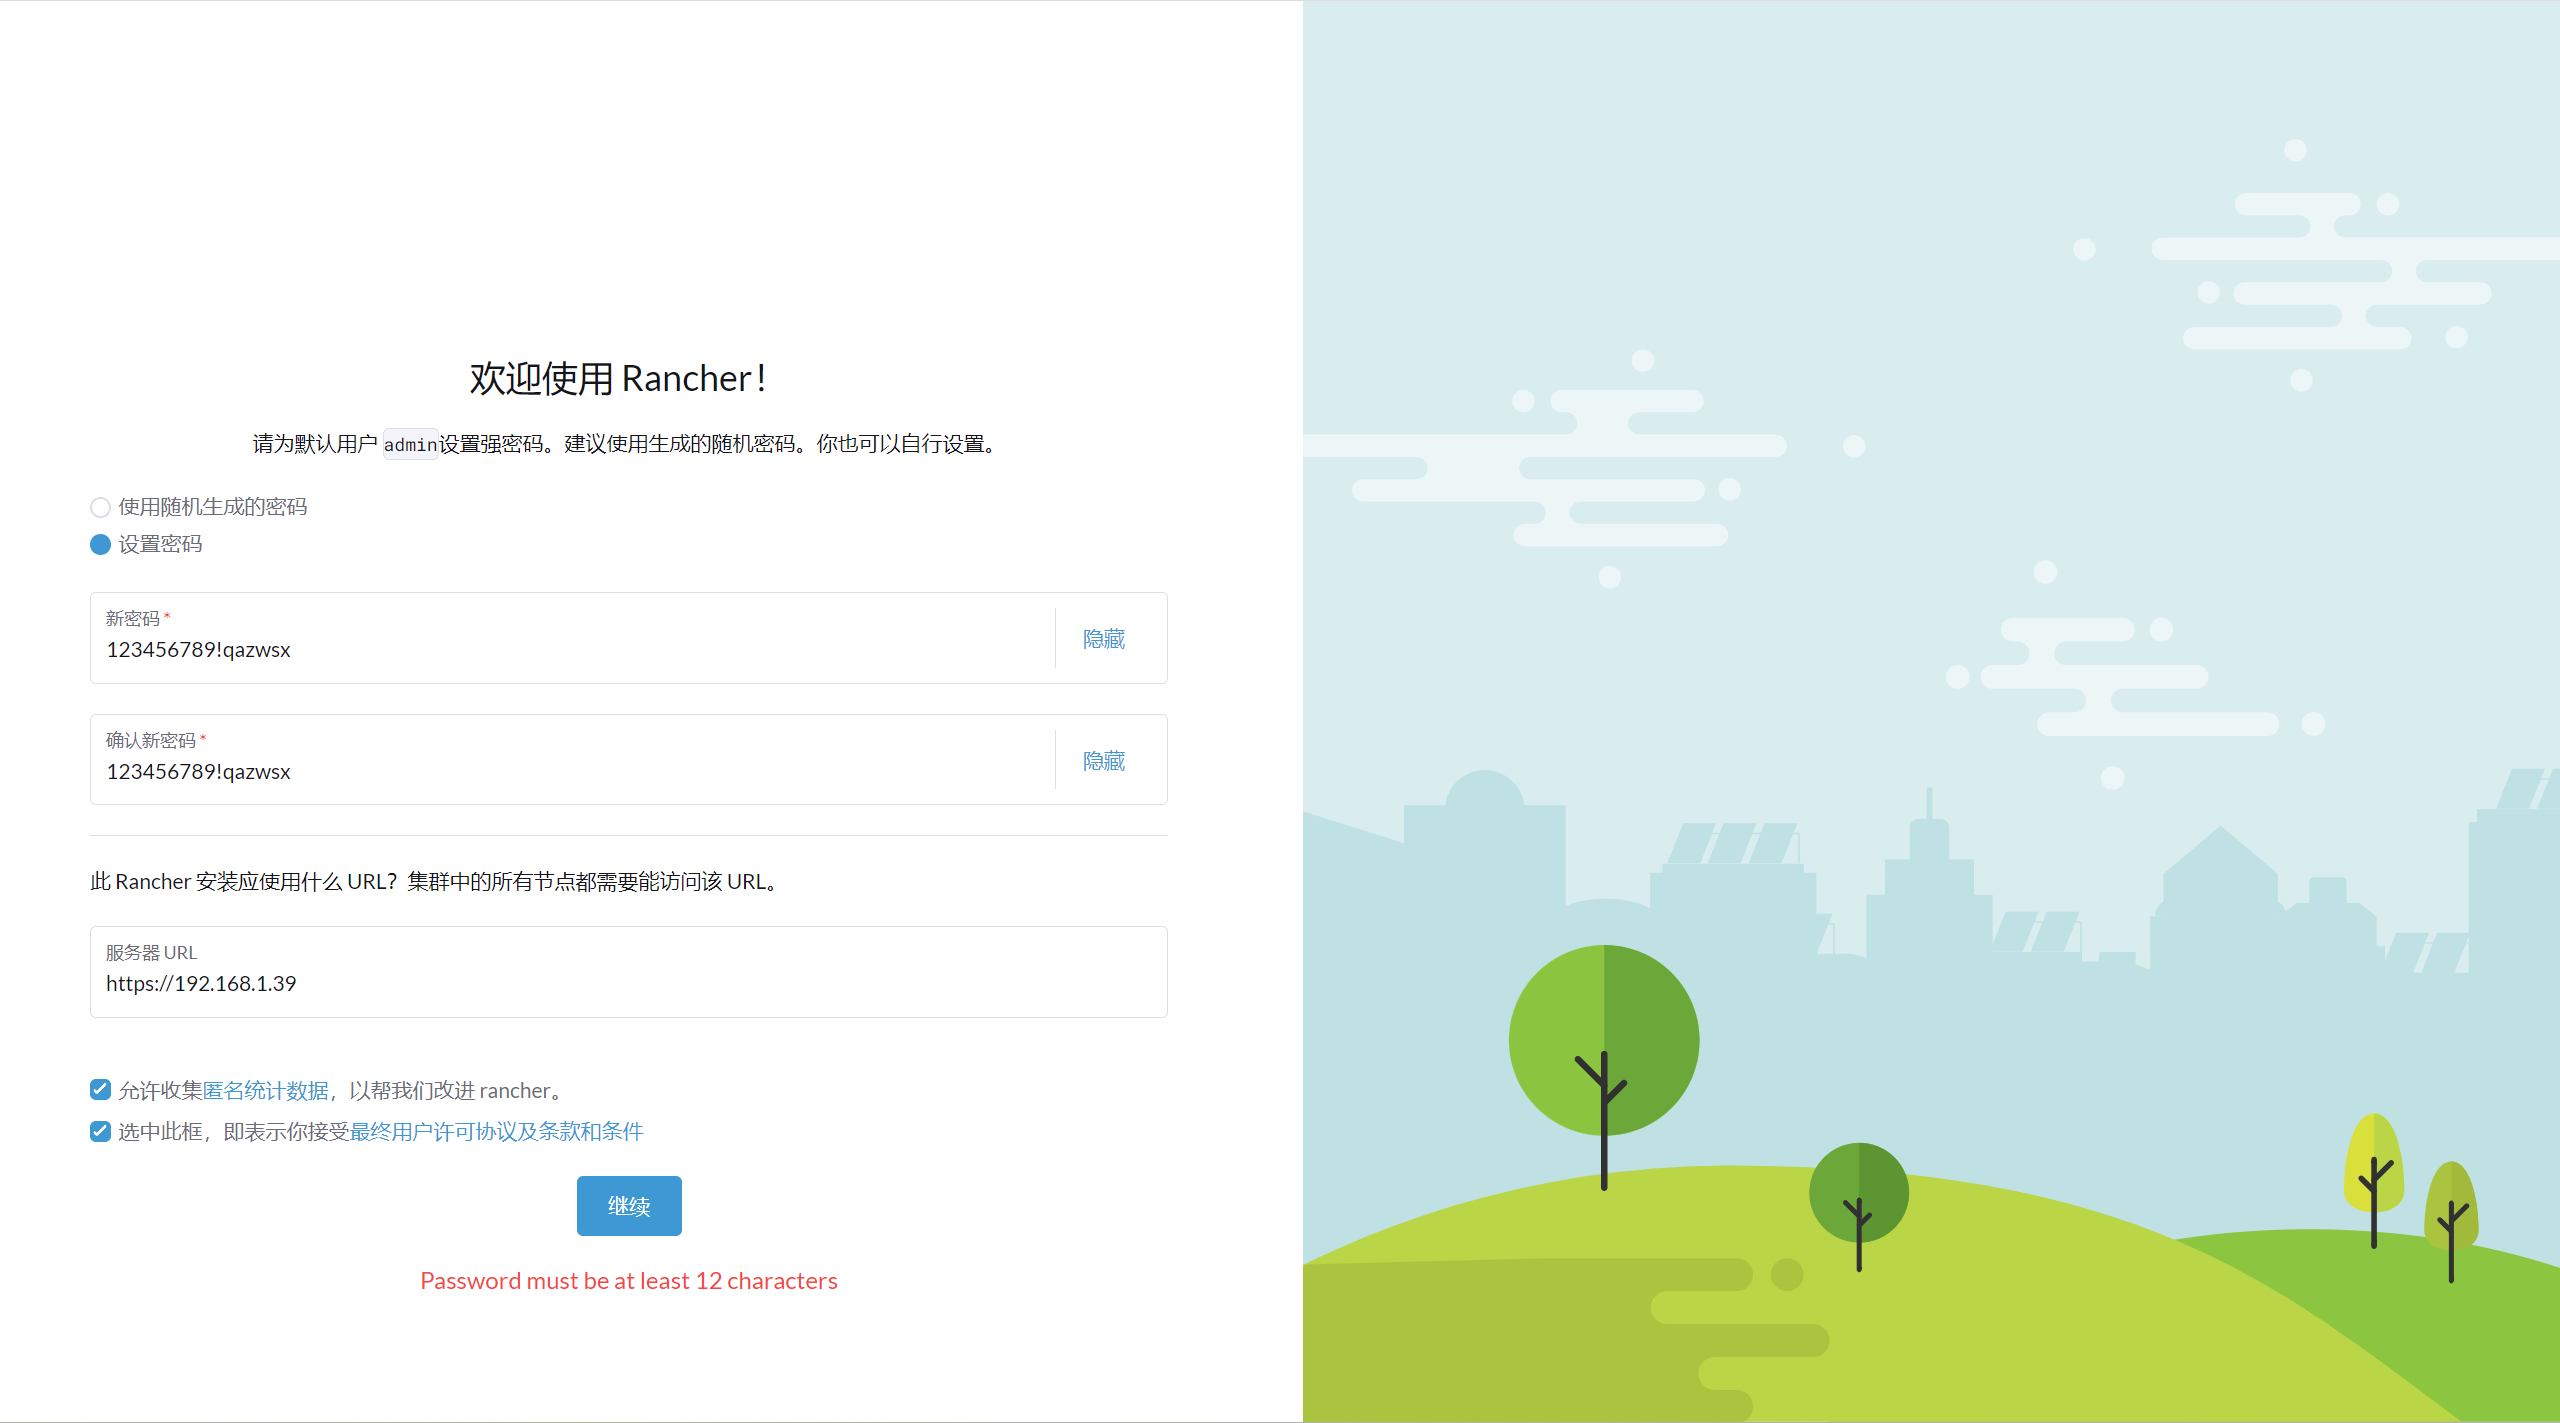 欢迎使用 Rancher！
请为默认用户 admin设置强密码。建议使用生成的随机密码。你也可以自行设置。
使用随机生成的密码
设置密码
新密码 *
123456789!qazwsx
隐藏
确认新密码 *
123456789!qazwsx
隐藏
此 Rancher 安装应使用什么 URL？集群中的所有节点都需要能访问该 URL。
服务器 URL
https://192.168.1.39
允许收集匿名统计数据，以帮我们改进 rancher。
选中此框，即表示你接受最终用户许可协议及条款和条件
继续
Password must be at least 12 characters